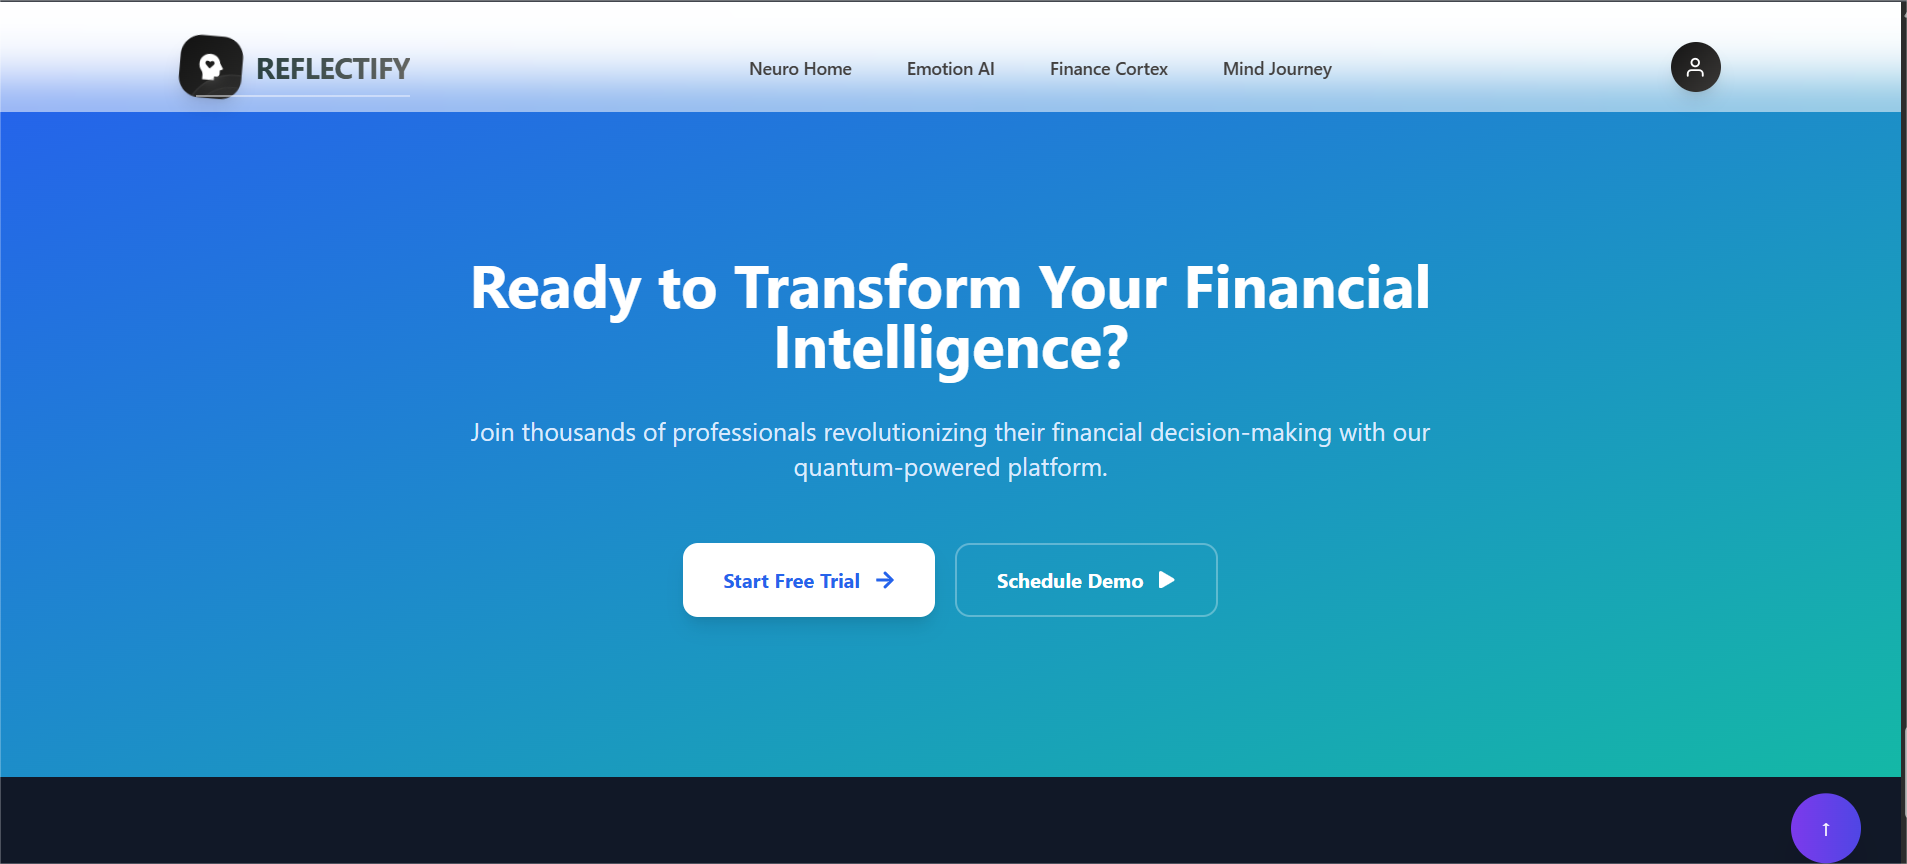 REFLECTIFY
Neuro Home
Emotion AI
Finance Cortex
Mind Journey
Ready to Transform Your Financial
Intelligence?
Join thousands of professionals revolutionizing their financial decision-making with our
quantum-powered platform.
Start Free Trial →
Schedule Demo
↑